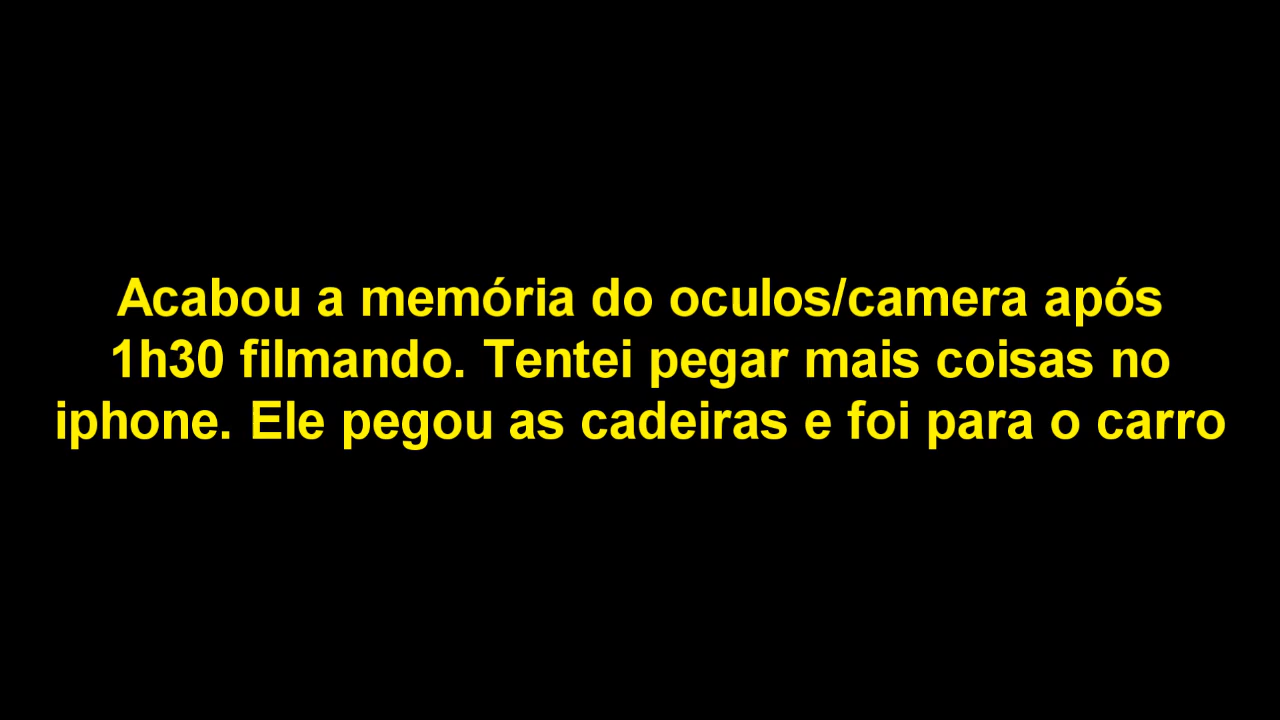 Acabou a memória do oculos/camera após
1h30 filmando. Tentei pegar mais coisas no
iphone. Ele pegou as cadeiras e foi para o carro